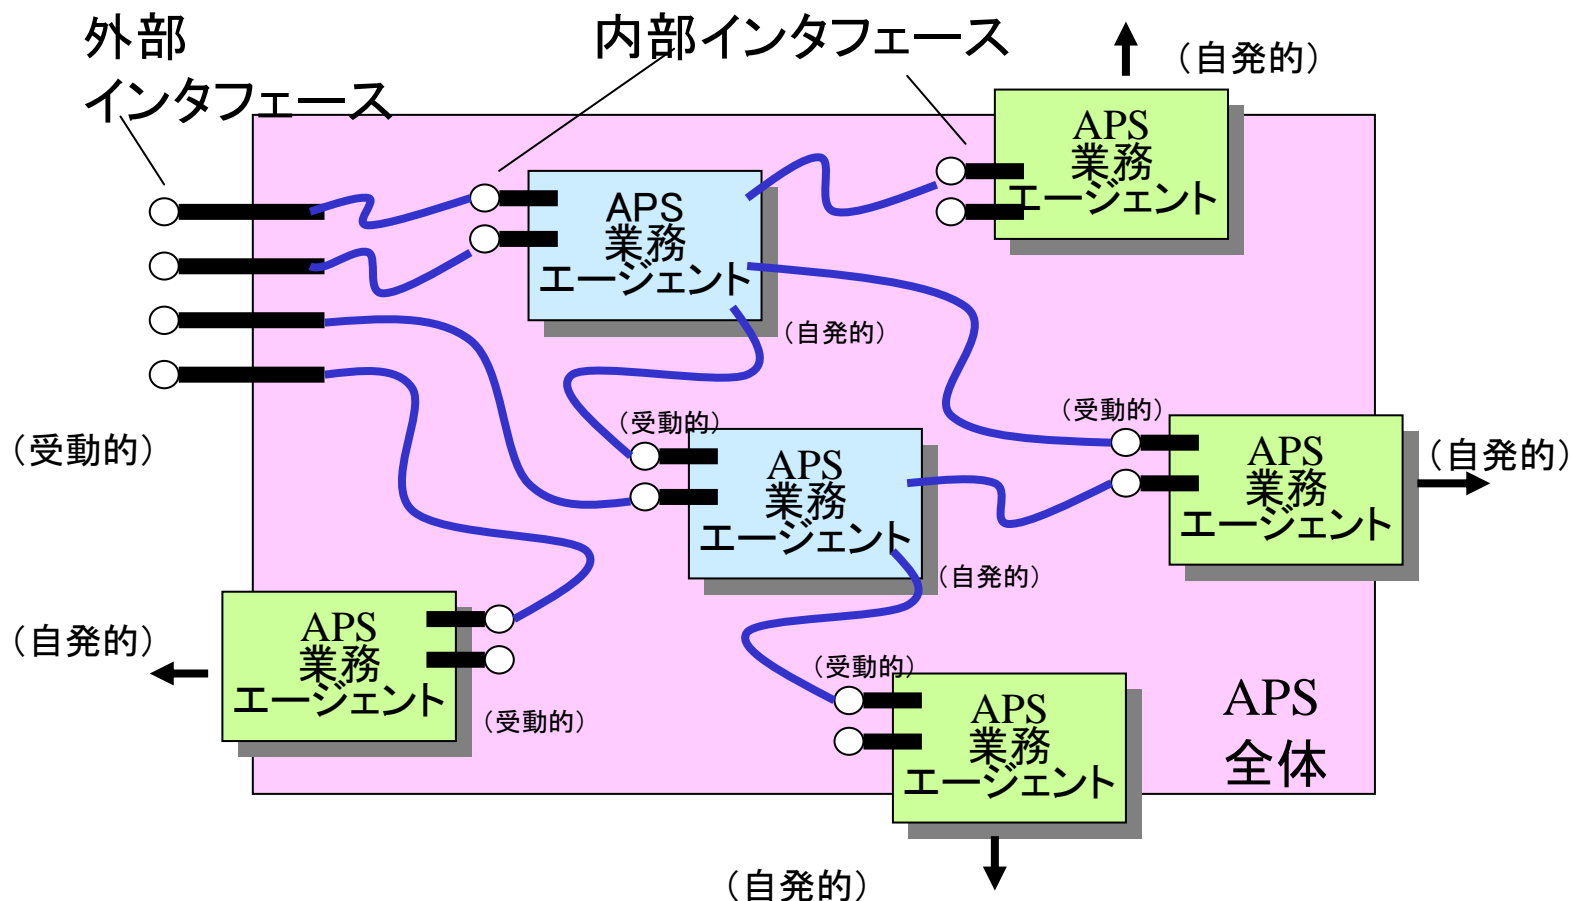 外部
インタフェース
内部インタフェース
（自発的）
APS
業務
エージェント
APS
業務
エージェント
（自発的）
（受動的）
（受動的）
（受動的）
APS
業務
エージェント
（自発的）
APS
業務
エージェント
（自発的）
（自発的）
APS
業務
エージェント
（受動的）
（受動的）
APS
業務
エージェント
APS
全体
（自発的）